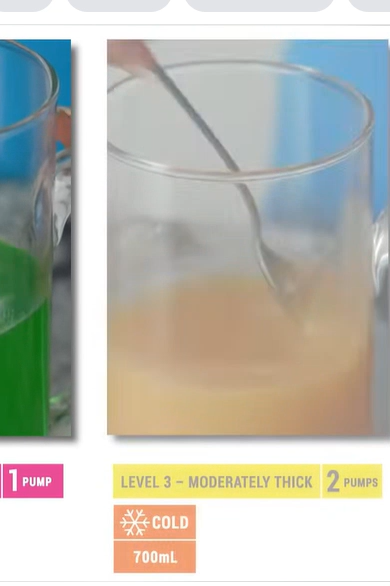 1 PUMP
LEVEL 3 – MODERATELY THICK 2 PUMPS
COLD
700mL